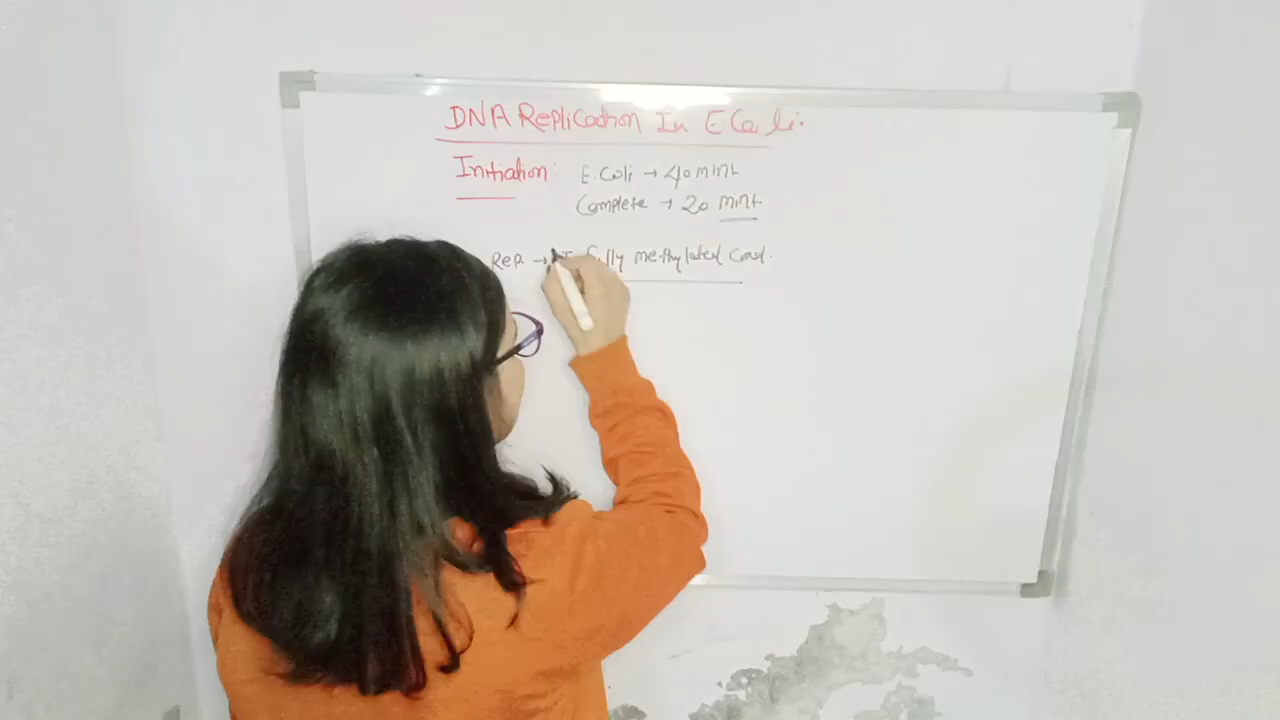 DNA Replication In E.Coli.
Initiation: E.Coli → 40 mint
Complete → 20 mint.
Rep. → fully methylated cond.